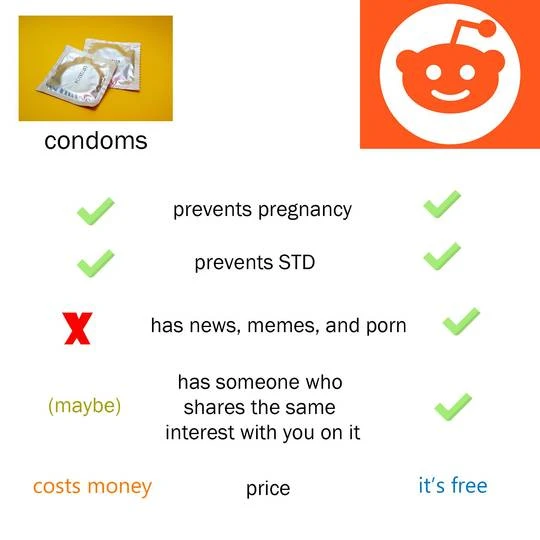 condoms
prevents pregnancy
prevents STD
X
has news, memes, and porn
(maybe)
has someone who
shares the same
interest with you on it
costs money
price
it's free